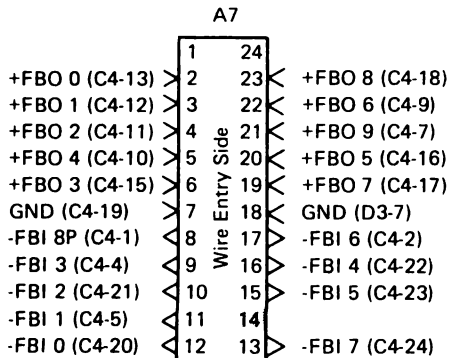 A7
1 24
+FBO 0 (C4-13) 2 23 +FBO 8 (C4-18)
+FBO 1 (C4-12) 3 22 +FBO 6 (C4-9)
+FBO 2 (C4-11) 4 21 +FBO 9 (C4-7)
+FBO 4 (C4-10) 5 20 +FBO 5 (C4-16)
+FBO 3 (C4-15) 6 19 +FBO 7 (C4-17)
GND (C4-19) 7 18 GND (D3-7)
-FBI 8P (C4-1) 8 17 -FBI 6 (C4-2)
-FBI 3 (C4-4) 9 16 -FBI 4 (C4-22)
-FBI 2 (C4-21) 10 15 -FBI 5 (C4-23)
-FBI 1 (C4-5) 11 14
-FBI 0 (C4-20) 12 13 -FBI 7 (C4-24)
Wire Entry Side